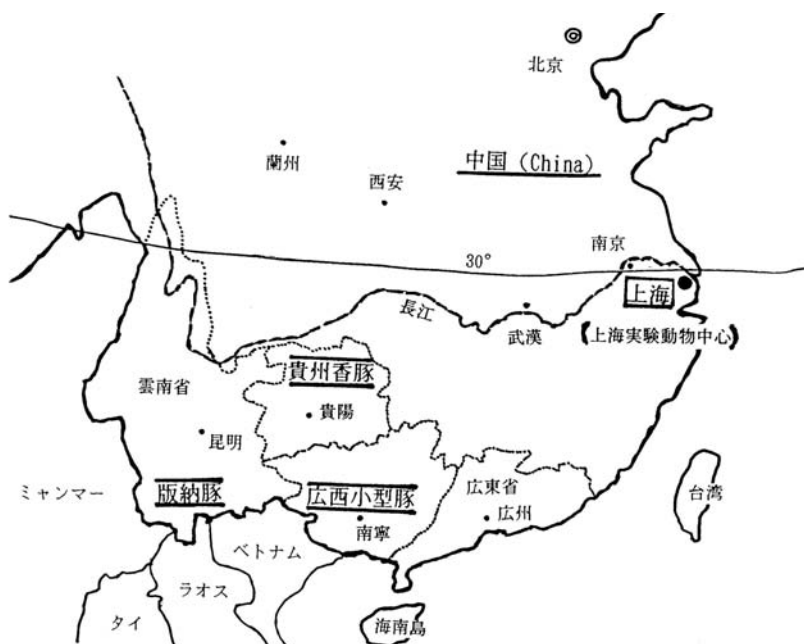 北京
中国 (China)
蘭州
西安
南京
30°
上海
長江
武漢
(上海実験動物中心)
貴州香豚
雲南省
貴陽
昆明
版納豚
広西小型豚
広東省
台湾
ミャンマー
南寧
広州
ベトナム
ラオス
タイ
海南島